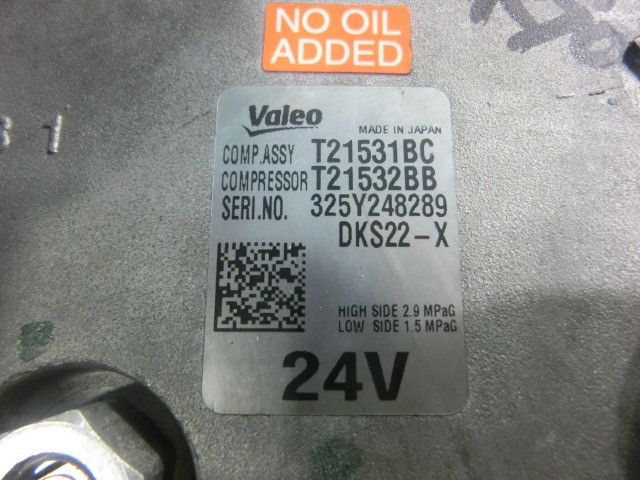 NO OIL
ADDED
Valeo
MADE IN JAPAN
COMP.ASSY T21531BC
COMPRESSOR T21532BB
SERI.NO. 325Y248289
DKS22-X
HIGH SIDE 2.9 MPaG
LOW SIDE 1.5 MPaG
24V